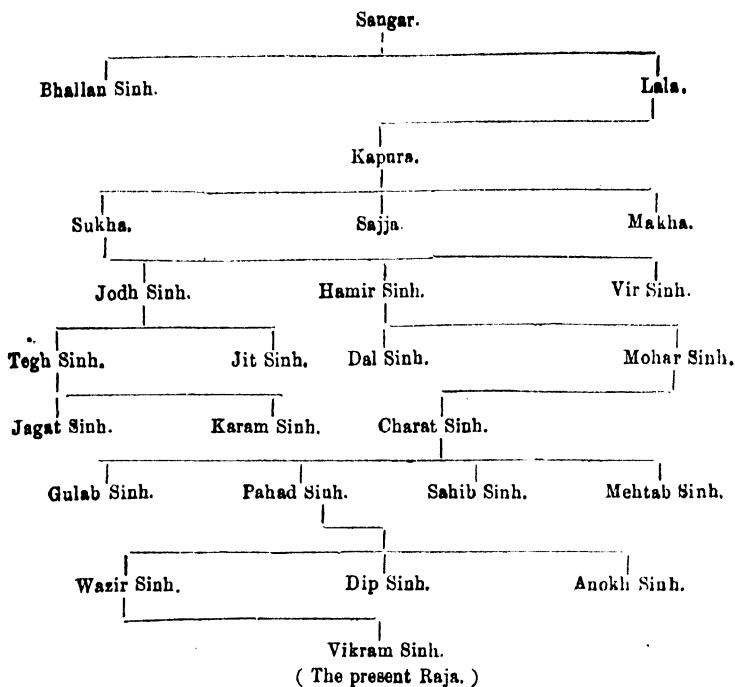 Sangar.
Bhallan Sinh. Lala.
Kapura.
Sukha. Sajja. Makha.
Jodh Sinh. Hamir Sinh. Vir Sinh.
Tegh Sinh. Jit Sinh. Dal Sinh. Mohar Sinh.
Jagat Sinh. Karam Sinh. Charat Sinh.
Gulab Sinh. Pahad Sinh. Sahib Sinh. Mehtab Sinh.
Wazir Sinh. Dip Sinh. Anokh Sinh.
Vikram Sinh.
( The present Raja. )